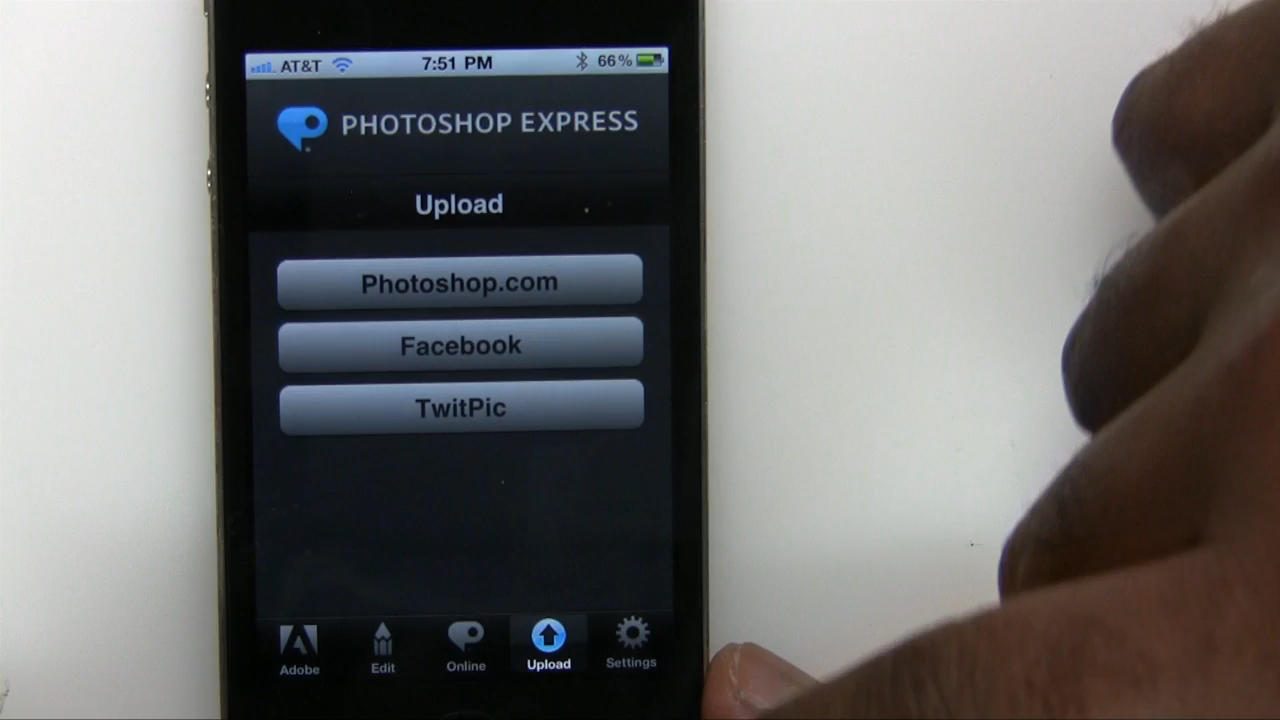 AT&T 7:51 PM 66%
PHOTOSHOP EXPRESS
Upload
Photoshop.com
Facebook
TwitPic
Adobe Edit Online Upload Settings